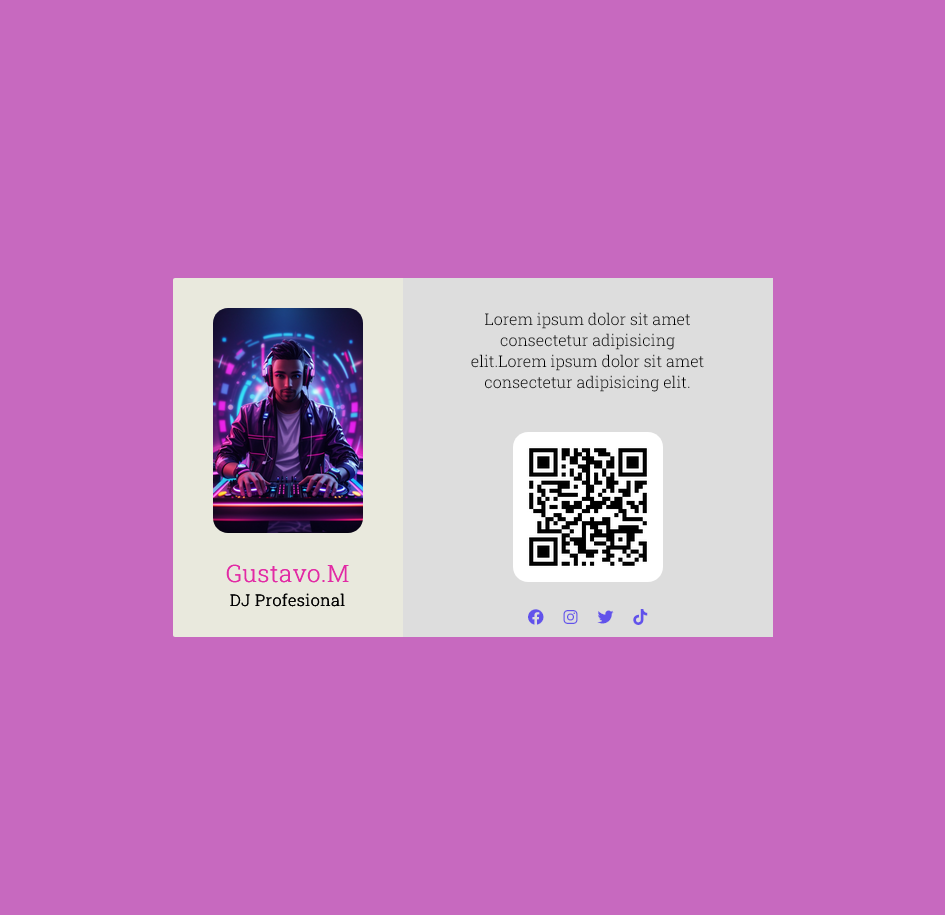 Gustavo.M
DJ Profesional
Lorem ipsum dolor sit amet
consectetur adipisicing
elit.Lorem ipsum dolor sit amet
consectetur adipisicing elit.